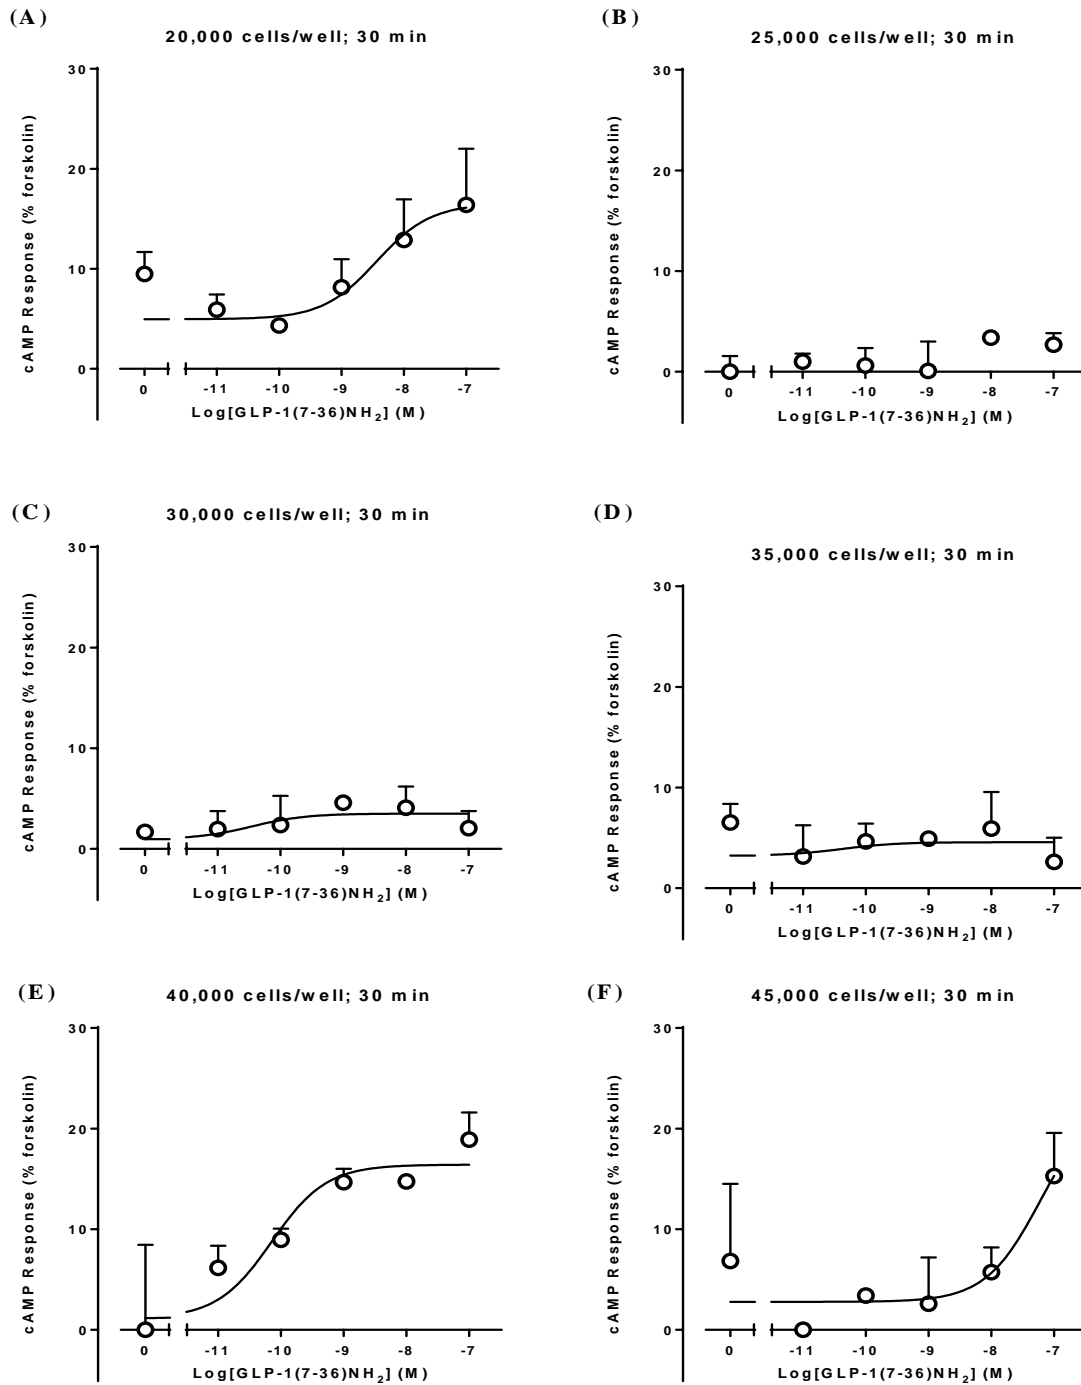 (A)
20,000 cells/well; 30 min
cAMP Response (% forskolin)
30
20
10
0
0 -11 -10 -9 -8 -7
Log[GLP-1(7-36)NH₂] (M)
(B)
25,000 cells/well; 30 min
cAMP Response (% forskolin)
30
20
10
0
0 -11 -10 -9 -8 -7
Log[GLP-1(7-36)NH₂] (M)
(C)
30,000 cells/well; 30 min
cAMP Response (% forskolin)
30
20
10
0
0 -11 -10 -9 -8 -7
Log[GLP-1(7-36)NH₂] (M)
(D)
35,000 cells/well; 30 min
cAMP Response (% forskolin)
30
20
10
0
0 -11 -10 -9 -8 -7
Log[GLP-1(7-36)NH₂] (M)
(E)
40,000 cells/well; 30 min
cAMP Response (% forskolin)
30
20
10
0
0 -11 -10 -9 -8 -7
Log[GLP-1(7-36)NH₂] (M)
(F)
45,000 cells/well; 30 min
cAMP Response (% forskolin)
30
20
10
0
0 -11 -10 -9 -8 -7
Log[GLP-1(7-36)NH₂] (M)